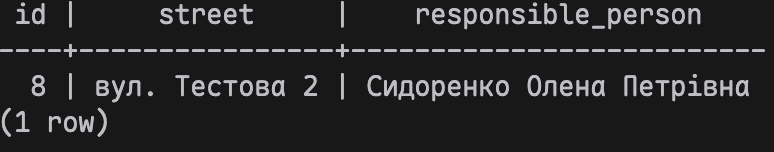 id |     street     |    responsible_person
----+----------------+--------------------------
  8 | вул. Тестова 2 | Сидоренко Олена Петрівна
(1 row)